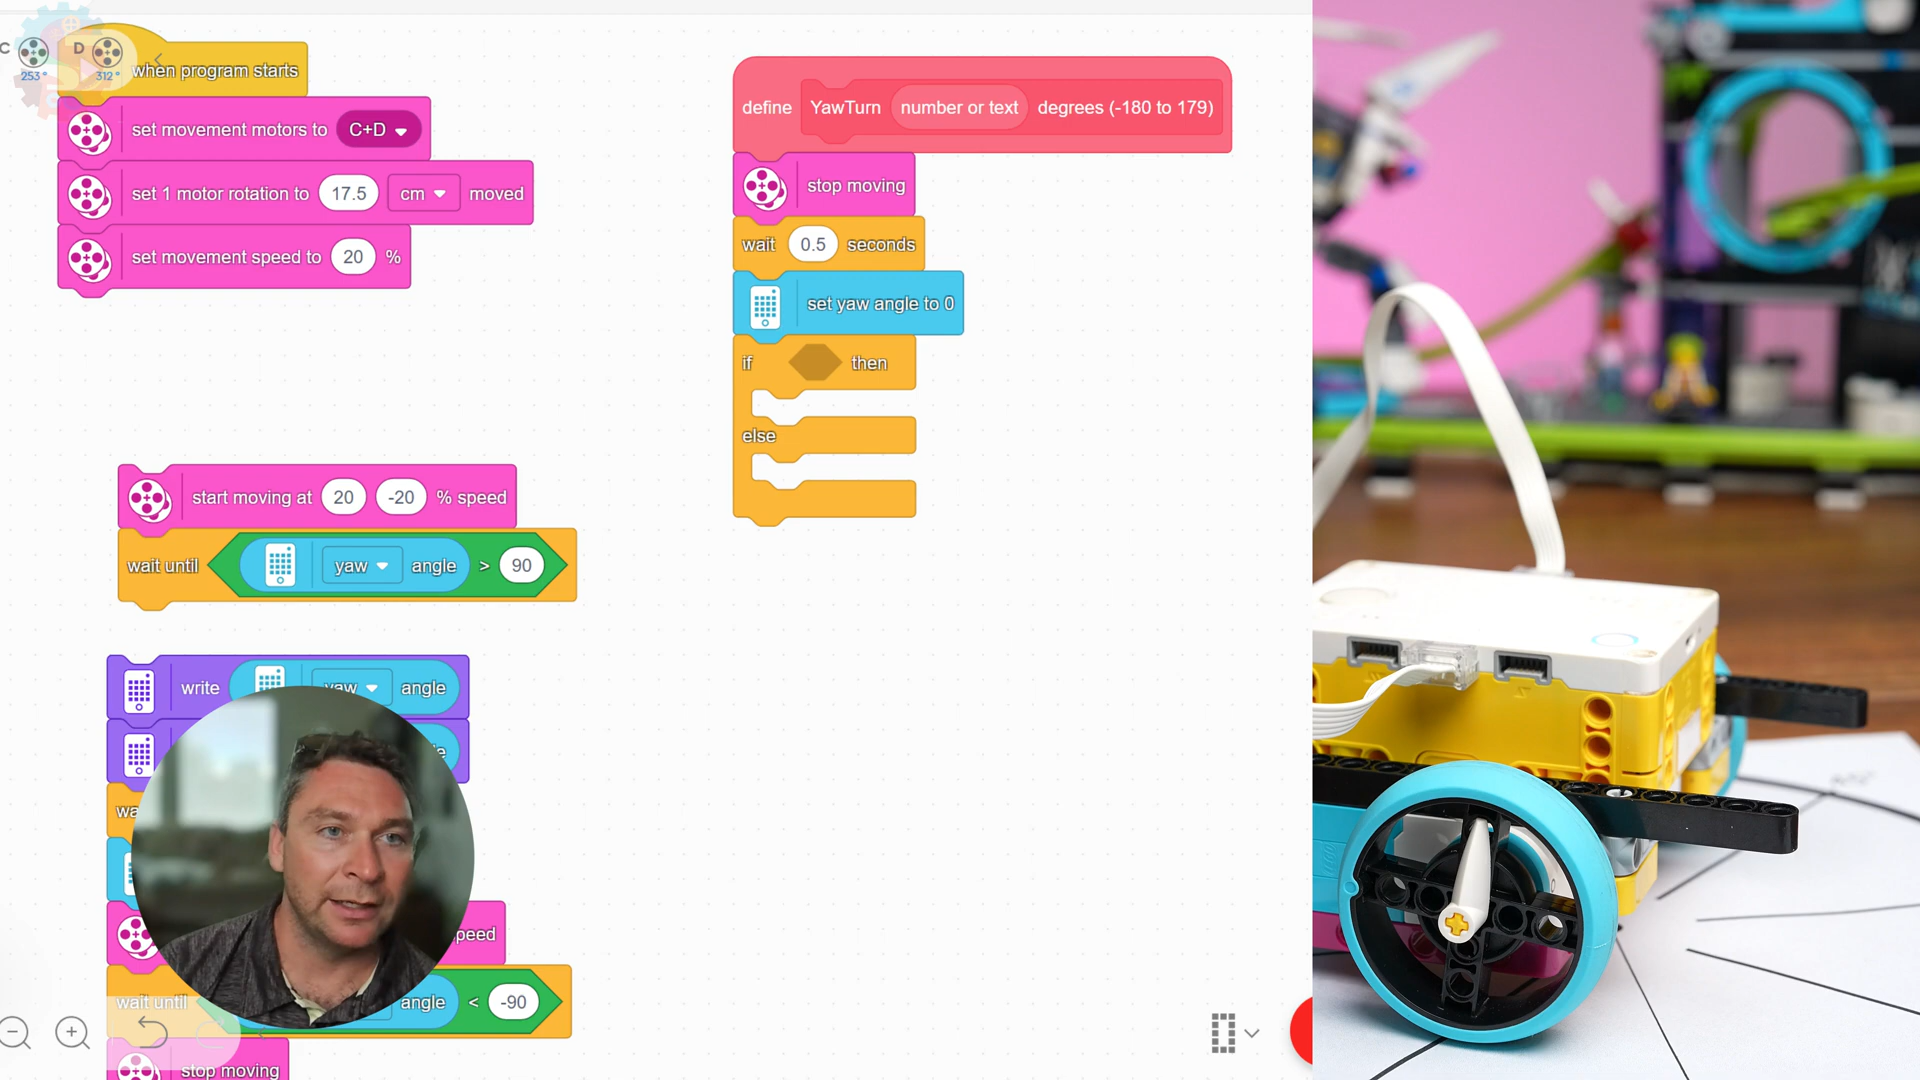 C D
253° 312°
when program starts
set movement motors to C+D
set 1 motor rotation to 17.5 cm moved
set movement speed to 20 %
start moving at 20 -20 % speed
wait until yaw angle > 90
write yaw angle
wait until angle < -90
stop moving
define YawTurn number or text degrees (-180 to 179)
stop moving
wait 0.5 seconds
set yaw angle to 0
if then
else